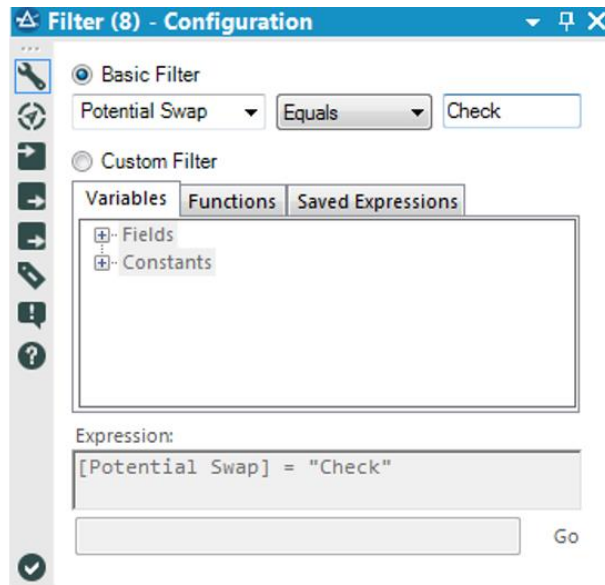 Filter (8) - Configuration
Basic Filter
Potential Swap Equals Check
Custom Filter
Variables Functions Saved Expressions
Fields
Constants
Expression:
[Potential Swap] = "Check"
Go